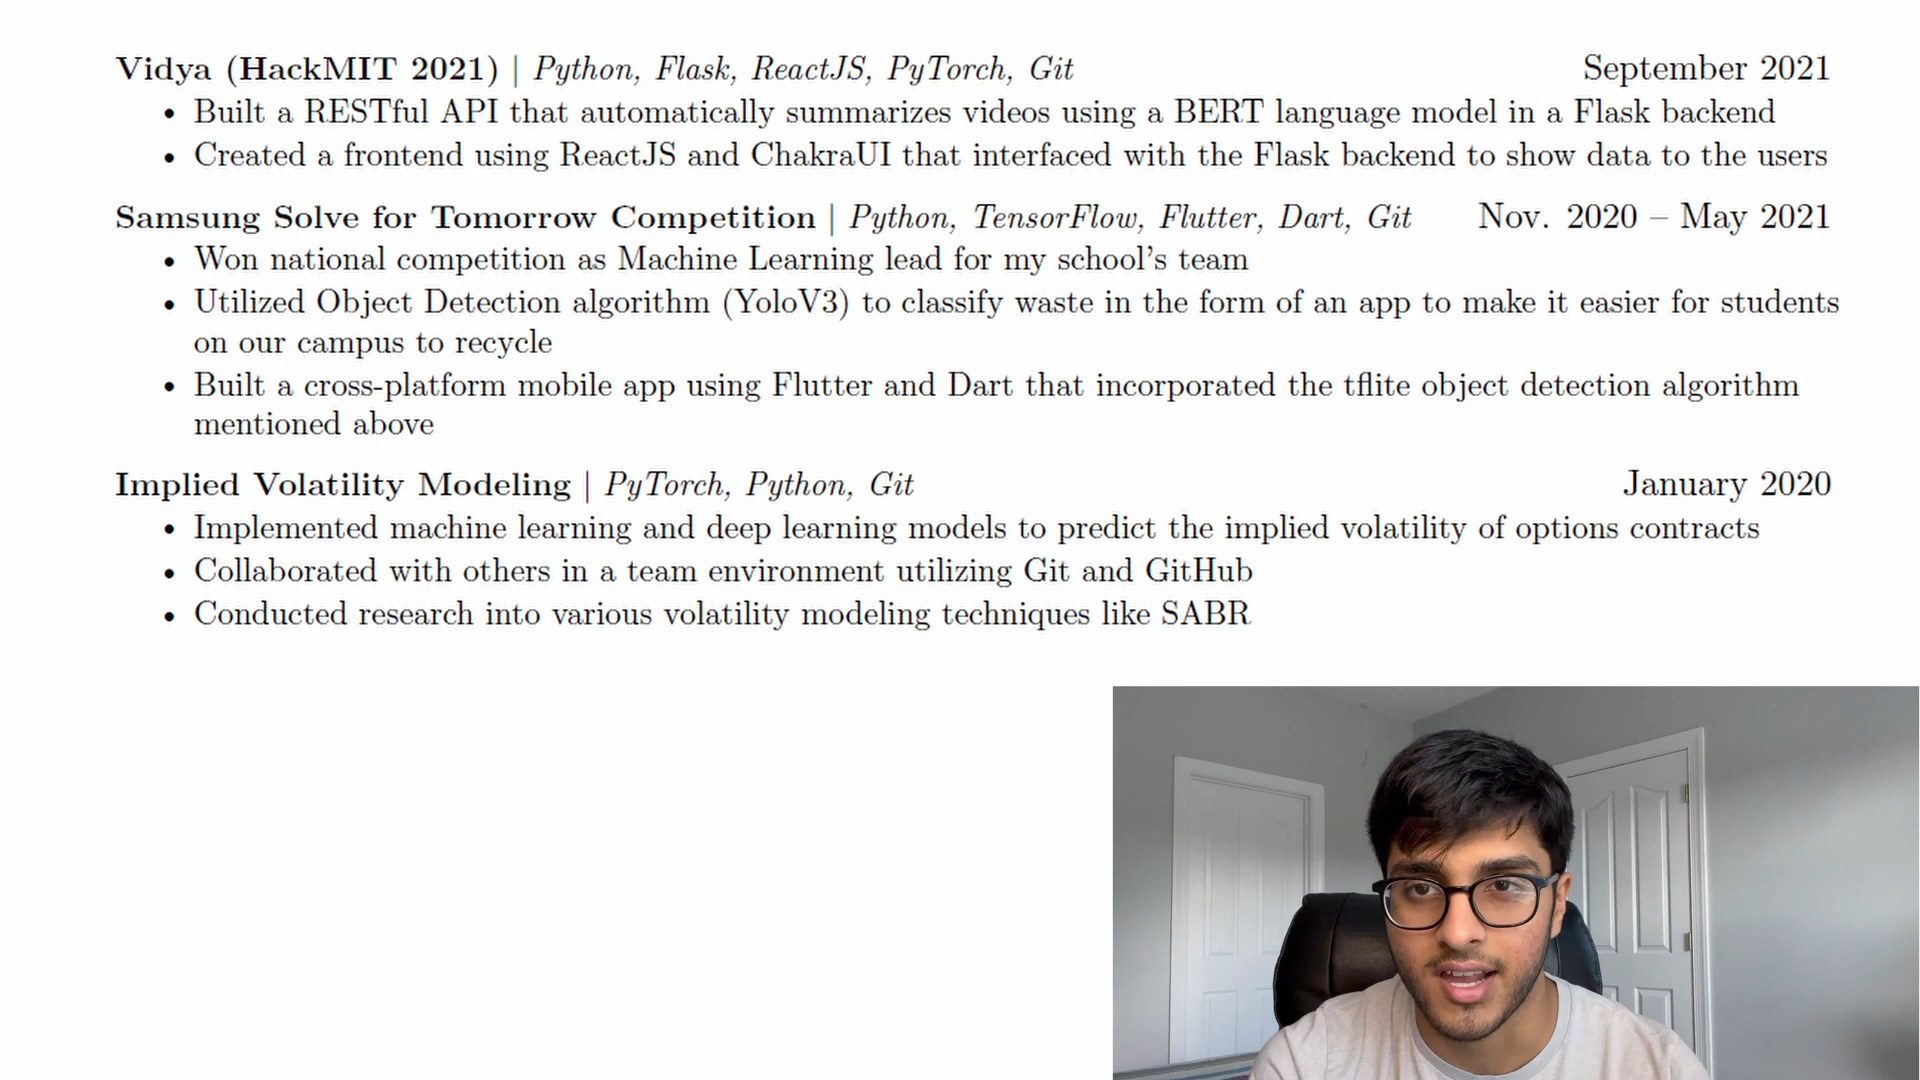 Vidya (HackMIT 2021) | Python, Flask, ReactJS, PyTorch, Git September 2021
• Built a RESTful API that automatically summarizes videos using a BERT language model in a Flask backend
• Created a frontend using ReactJS and ChakraUI that interfaced with the Flask backend to show data to the users
Samsung Solve for Tomorrow Competition | Python, TensorFlow, Flutter, Dart, Git Nov. 2020 – May 2021
• Won national competition as Machine Learning lead for my school's team
• Utilized Object Detection algorithm (YoloV3) to classify waste in the form of an app to make it easier for students
on our campus to recycle
• Built a cross-platform mobile app using Flutter and Dart that incorporated the tflite object detection algorithm
mentioned above
Implied Volatility Modeling | PyTorch, Python, Git January 2020
• Implemented machine learning and deep learning models to predict the implied volatility of options contracts
• Collaborated with others in a team environment utilizing Git and GitHub
• Conducted research into various volatility modeling techniques like SABR